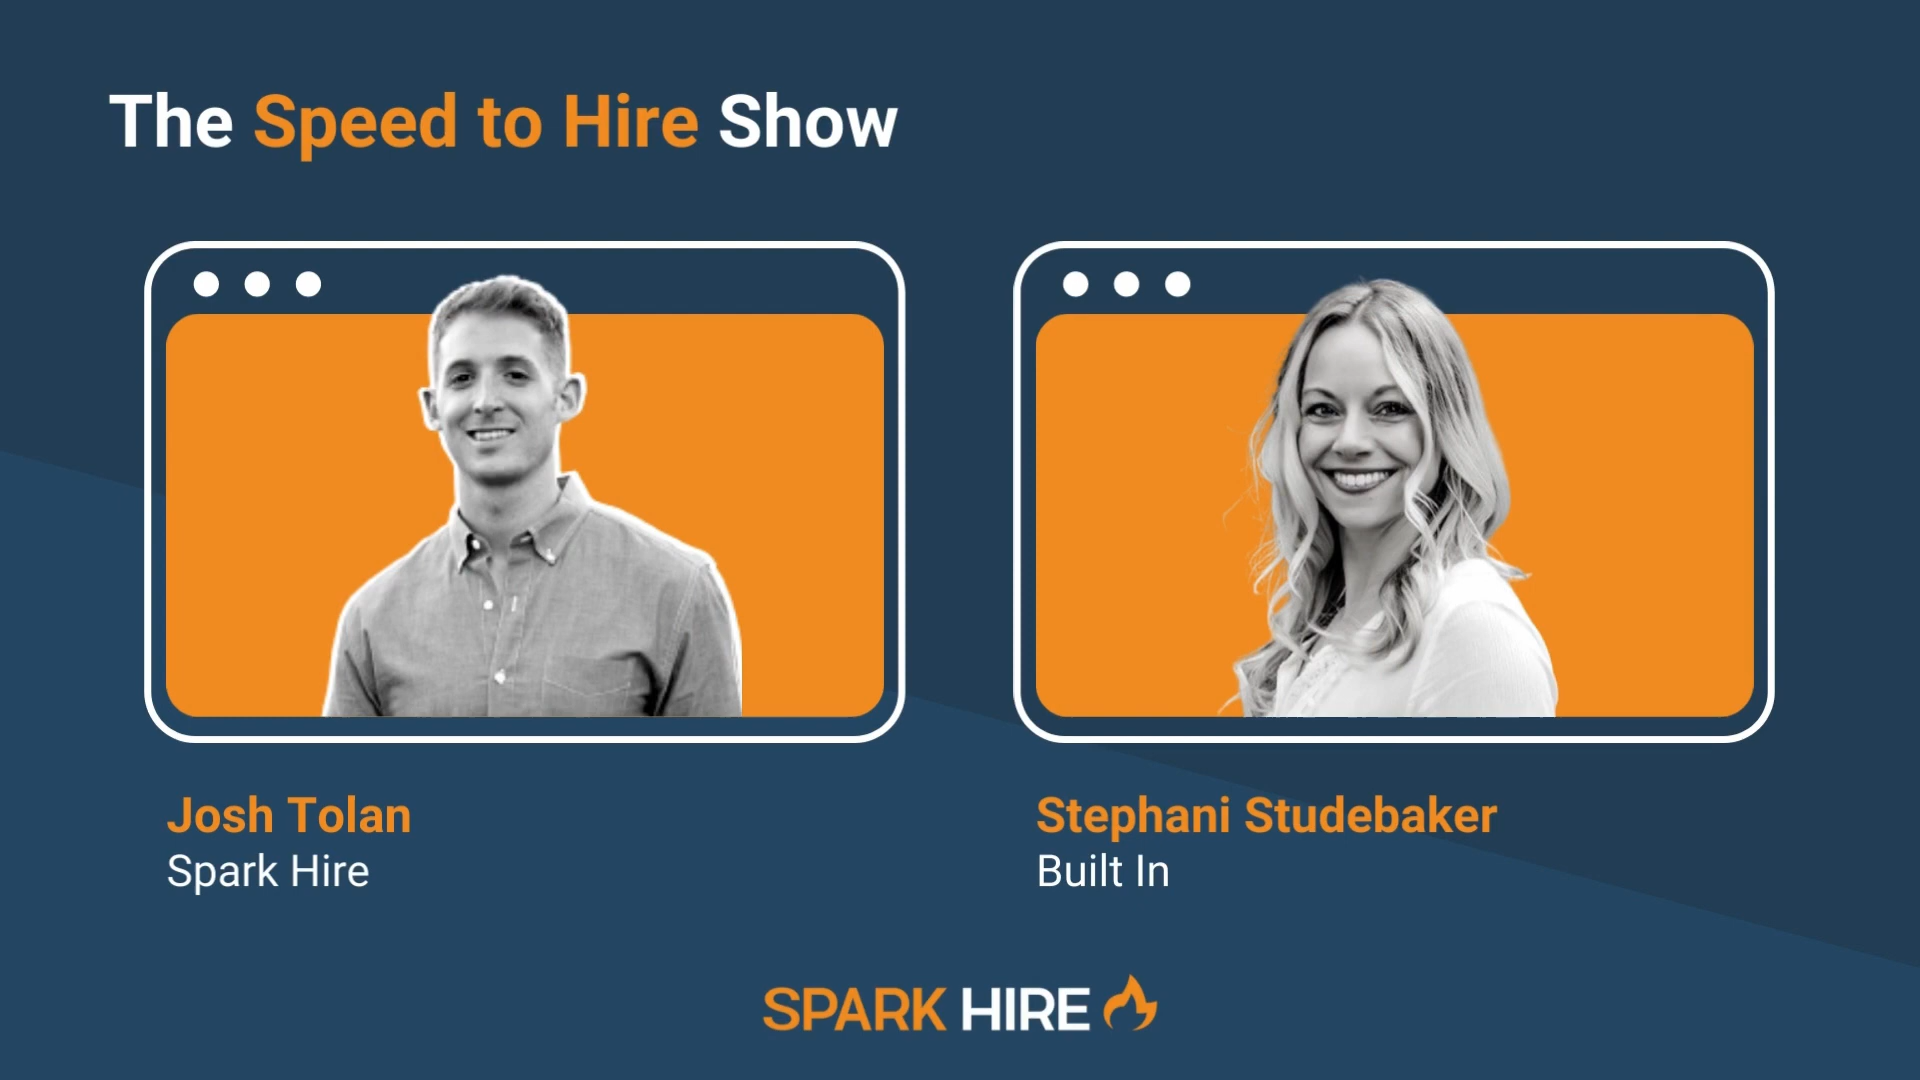 The Speed to Hire Show
Josh Tolan
Spark Hire
Stephani Studebaker
Built In
SPARK HIRE